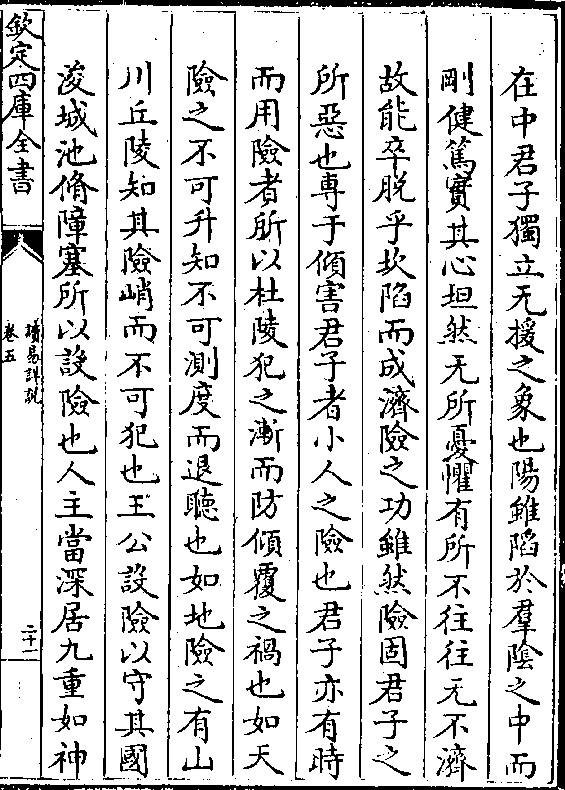 在中君子獨立无援之象也陽雖陷於羣陰之中而
剛健篤實其心坦然无所憂懼有所不往往无不濟
故能卒脫乎坎陷而成濟險之功雖然險固君子之
所惡也專于傾害君子者小人之險也君子亦有時
而用險者所以杜陵犯之漸而防傾覆之禍也如天
險之不可升知不可測度而退聽也如地險之有山
川丘陵知其險峭而不可犯也王公設險以守其國
浚城池脩障塞所以設險也人主當深居九重如神
欽定四庫全書
讀易詳說
卷五
二十一